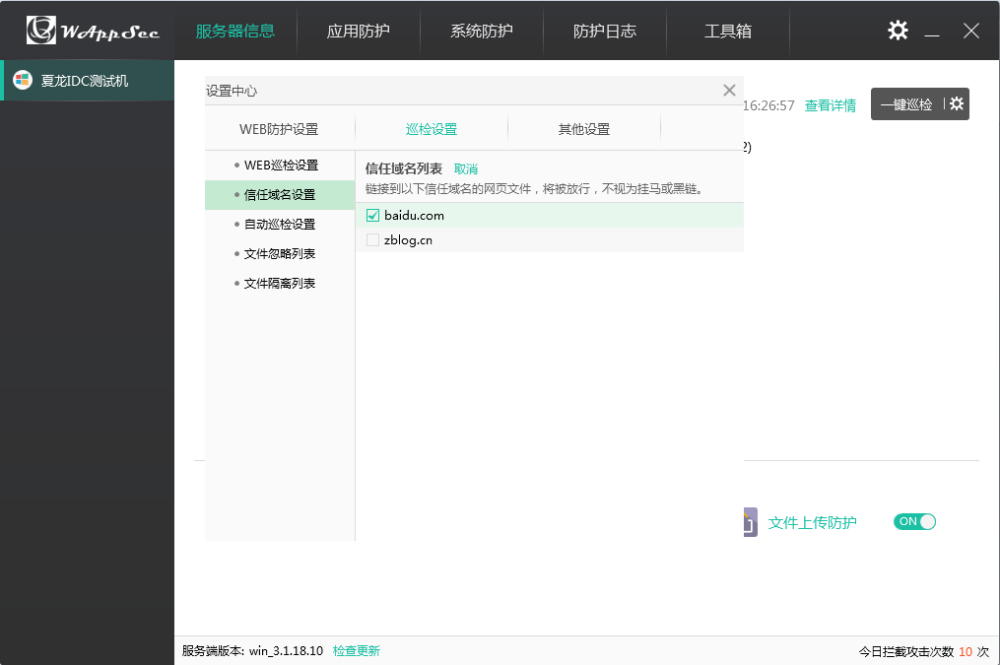 WAppSec
服务器信息 应用防护 系统防护 防护日志 工具箱
夏龙IDC测试机
设置中心
16:26:57 查看详情 一键巡检
WEB防护设置 巡检设置 其他设置
2)
WEB巡检设置
信任域名设置
自动巡检设置
文件忽略列表
文件隔离列表
信任域名列表 取消
链接到以下信任域名的网页文件，将被放行，不视为挂马或黑链。
baidu.com
zblog.cn
文件上传防护 ON
服务端版本: win_3.1.18.10 检查更新
今日拦截攻击次数 10 次